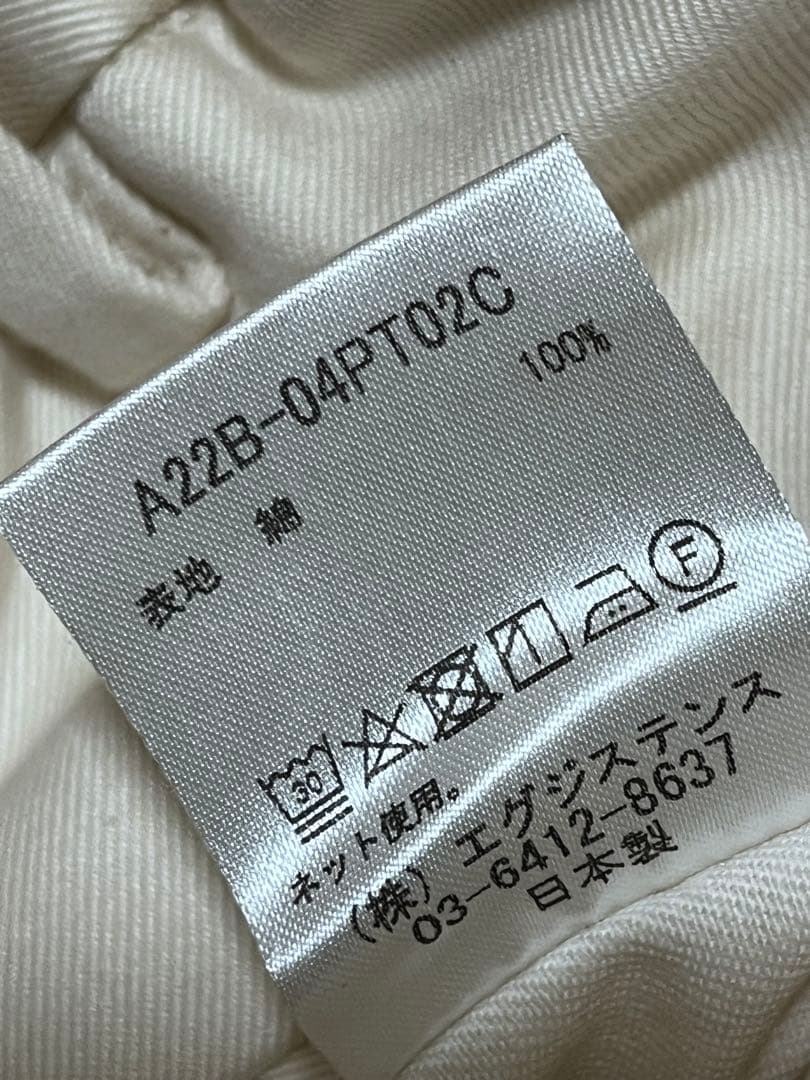 A22B-04PT02C
表地 綿 100%
30 F
ネット使用。
(株) エグジステンス
03-6412-8637
日本製